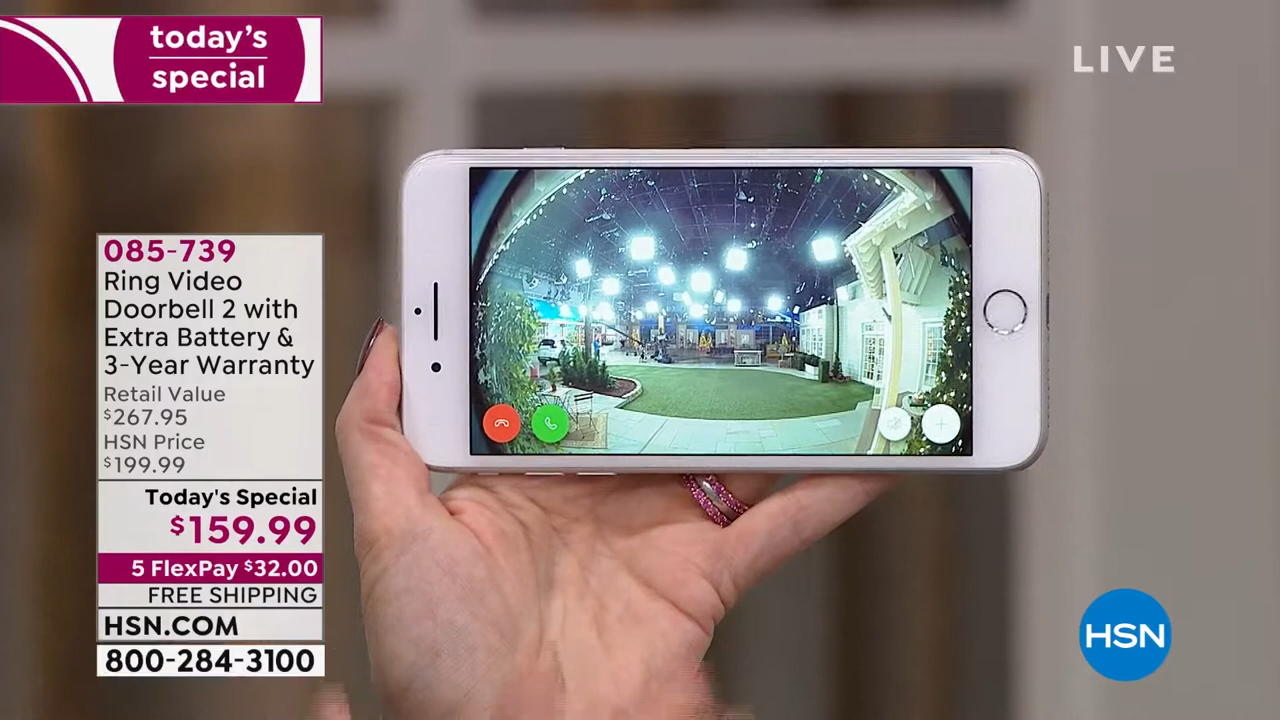 today's
special
LIVE
085-739
Ring Video
Doorbell 2 with
Extra Battery &
3-Year Warranty
Retail Value
$267.95
HSN Price
$199.99
Today's Special
$159.99
5 FlexPay $32.00
FREE SHIPPING
HSN.COM
800-284-3100
HSN